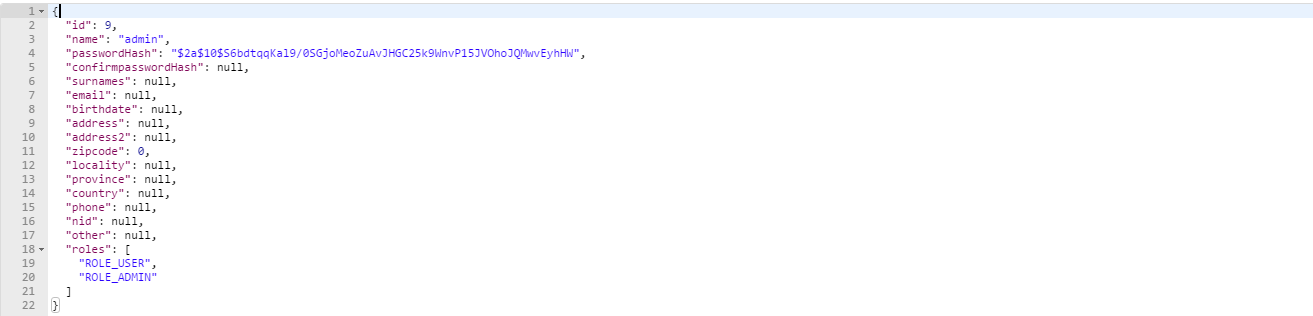 1 {
2 "id": 9,
3 "name": "admin",
4 "passwordHash": "$2a$10$S6bdtqqKal9/0SGjoMeoZuAvJHGC25k9WnvP15JVOhoJQMwvEyhHW",
5 "confirmpasswordHash": null,
6 "surnames": null,
7 "email": null,
8 "birthdate": null,
9 "address": null,
10 "address2": null,
11 "zipcode": 0,
12 "locality": null,
13 "province": null,
14 "country": null,
15 "phone": null,
16 "nid": null,
17 "other": null,
18 "roles": [
19 "ROLE_USER",
20 "ROLE_ADMIN"
21 ]
22 }